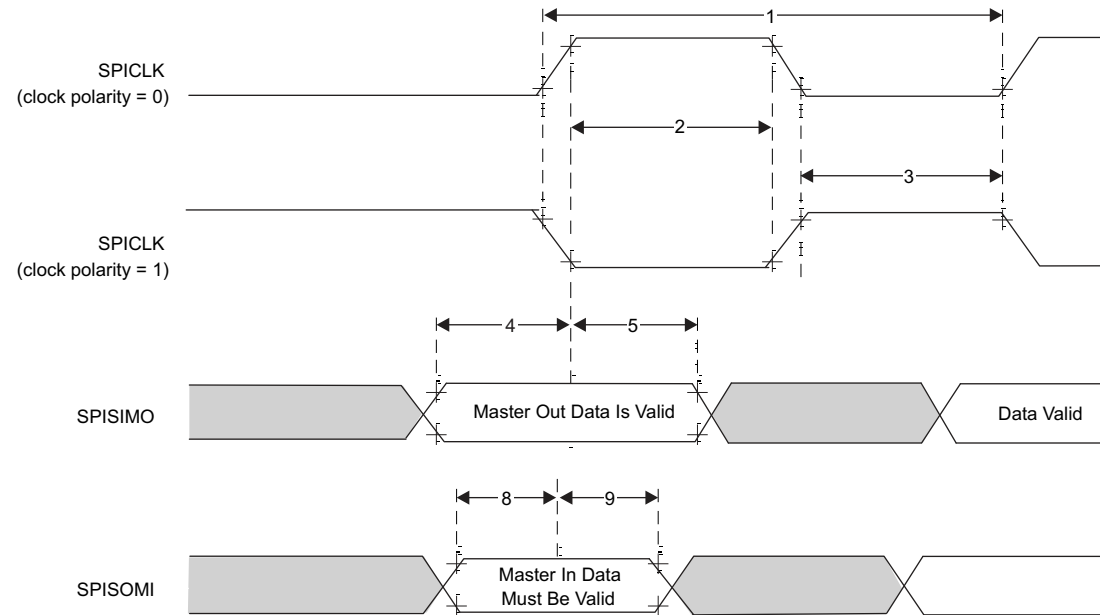 1
SPICLK
(clock polarity = 0)
2
3
SPICLK
(clock polarity = 1)
4
5
SPISIMO
Master Out Data Is Valid
Data Valid
8
9
SPISOMI
Master In Data
Must Be Valid